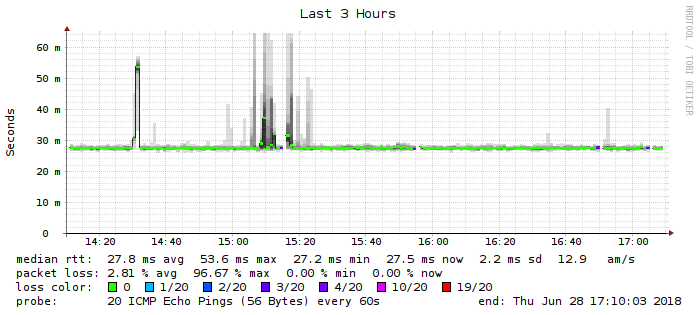 Last 3 Hours
RRDTOOL / TOBI OETIKER
Seconds
60 m
50 m
40 m
30 m
20 m
10 m
0
14:20 14:40 15:00 15:20 15:40 16:00 16:20 16:40 17:00
median rtt: 27.8 ms avg 53.6 ms max 27.2 ms min 27.5 ms now 2.2 ms sd 12.9 am/s
packet loss: 2.81 % avg 96.67 % max 0.00 % min 0.00 % now
loss color: 0 1/20 2/20 3/20 4/20 10/20 19/20
probe: 20 ICMP Echo Pings (56 Bytes) every 60s end: Thu Jun 28 17:10:03 2018